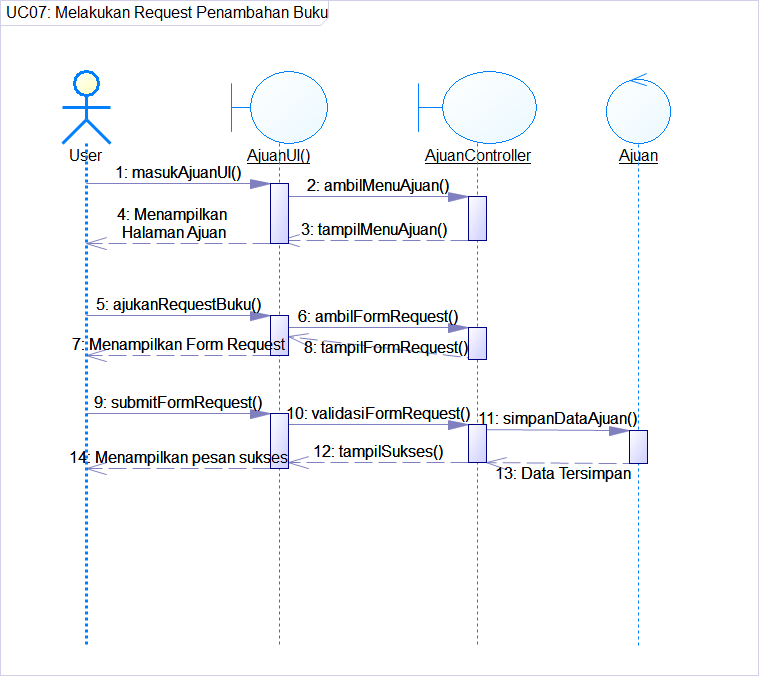 UC07: Melakukan Request Penambahan Buku
User
AjuanUI()
AjuanController
Ajuan
1: masukAjuanUI()
2: ambilMenuAjuan()
4: Menampilkan
Halaman Ajuan
3: tampilMenuAjuan()
5: ajukanRequestBuku()
6: ambilFormRequest()
7: Menampilkan Form Request
8: tampilFormRequest()
9: submitFormRequest()
10: validasiFormRequest()
11: simpanDataAjuan()
12: tampilSukses()
14: Menampilkan pesan sukses
13: Data Tersimpan